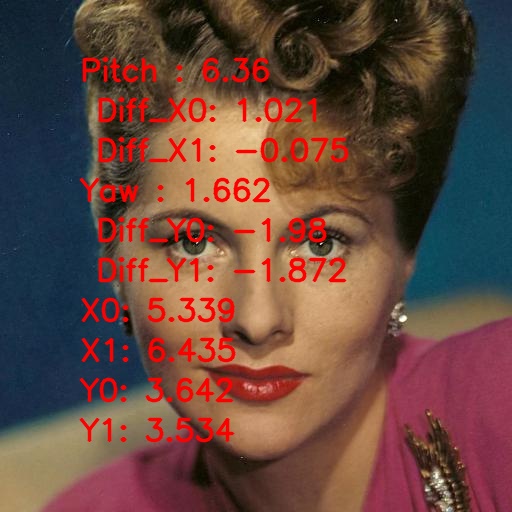 Pitch : 6.36
Diff_X0: 1.021
Diff_X1: -0.075
Yaw : 1.662
Diff_Y0: -1.98
Diff_Y1: -1.872
X0: 5.339
X1: 6.435
Y0: 3.642
Y1: 3.534